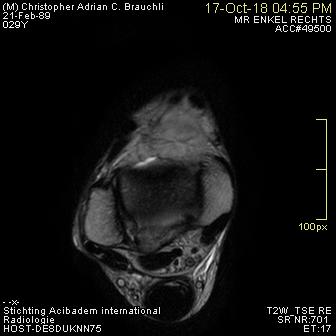 (M) Christopher Adrian C. Brauchli
21-Feb-89
029Y
17-Oct-18 04:55 PM
MR ENKEL RECHTS
ACC#49500
100px
--x-
Stichting Acibadem international
Radiologie
HOST-DE8DUKNN75
T2W_TSE RE
SR NR:701
ET:17